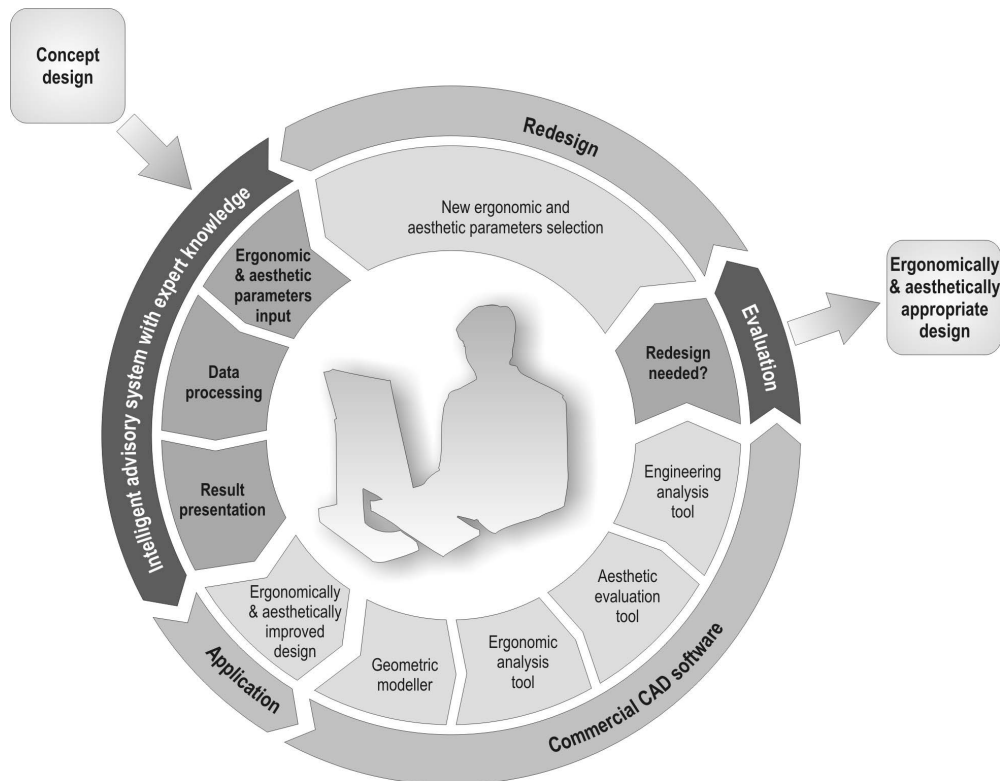 Concept
design
Redesign
New ergonomic and
aesthetic parameters selection
Intelligent advisory system with expert knowledge
Ergonomic
& aesthetic
parameters
input
Data
processing
Result
presentation
Application
Ergonomically
& aesthetically
improved
design
Geometric
modeller
Ergonomic
analysis
tool
Aesthetic
evaluation
tool
Engineering
analysis
tool
Commercial CAD software
Redesign
needed?
Evaluation
Ergonomically
& aesthetically
appropriate
design